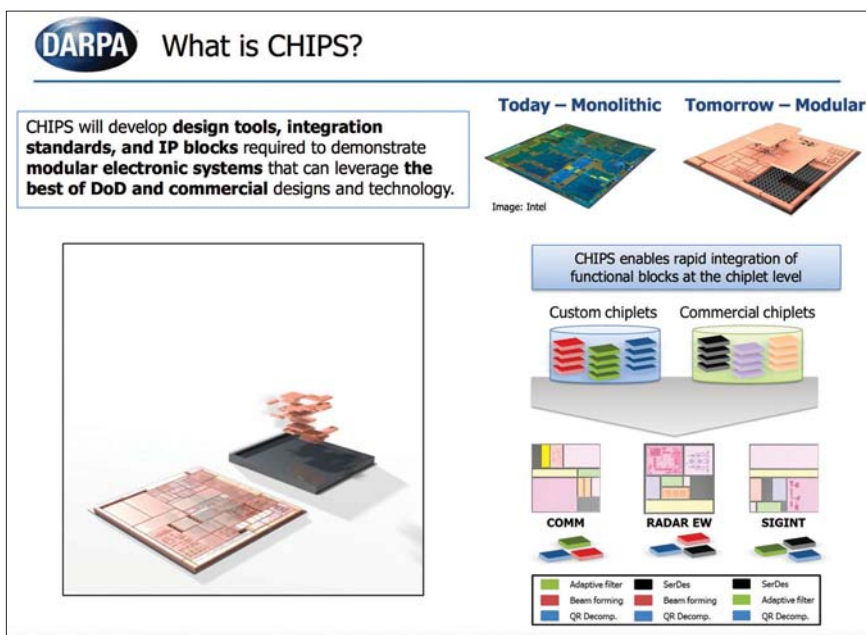 DARPA
What is CHIPS?
CHIPS will develop design tools, integration
standards, and IP blocks required to demonstrate
modular electronic systems that can leverage the
best of DoD and commercial designs and technology.
Today – Monolithic
Tomorrow – Modular
Image: Intel
CHIPS enables rapid integration of
functional blocks at the chiplet level
Custom chiplets
Commercial chiplets
COMM
RADAR EW
SIGINT
Adaptive filter
Beam forming
QR Decomp.
SerDes
Beam forming
QR Decomp.
SerDes
Adaptive filter
QR Decomp.